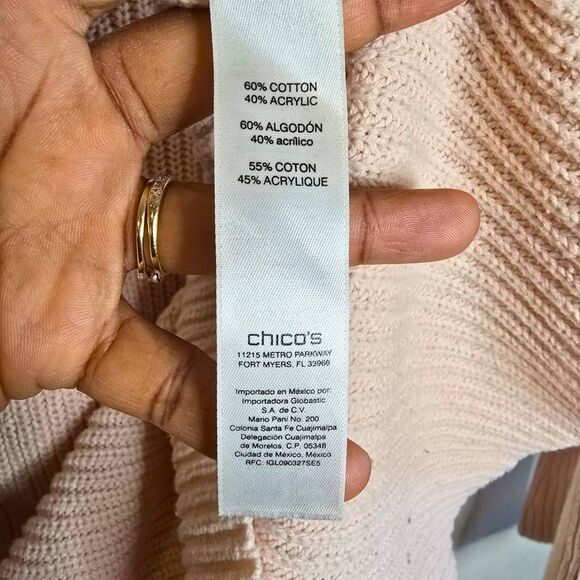 60% COTTON
40% ACRYLIC
60% ALGODÓN
40% acrílico
55% COTON
45% ACRYLIQUE
chico's
11215 METRO PARKWAY
FORT MYERS, FL 33966
Importado en México por:
Importadora Globastic
S.A. de C.V.
Mario Pani No. 200
Colonia Santa Fe Cuajimalpa
Delegación Cuajimalpa
de Morelos, C.P. 05348
Ciudad de México, México
RFC: IGL090327SE5